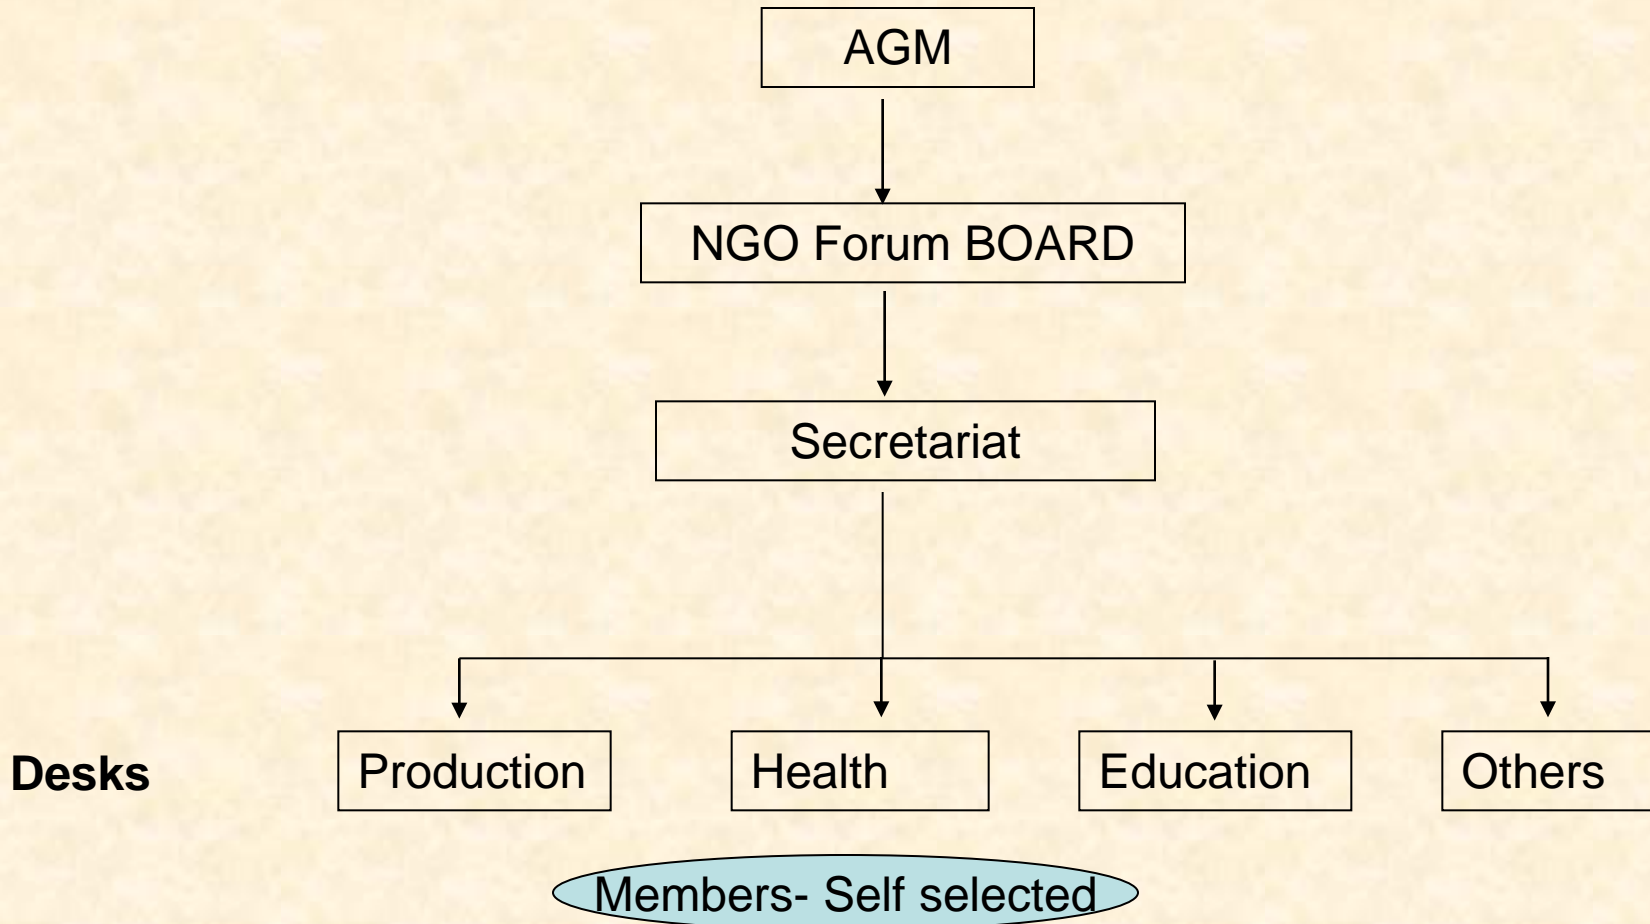 AGM
NGO Forum BOARD
Secretariat
Desks
Production
Health
Education
Others
Members- Self selected